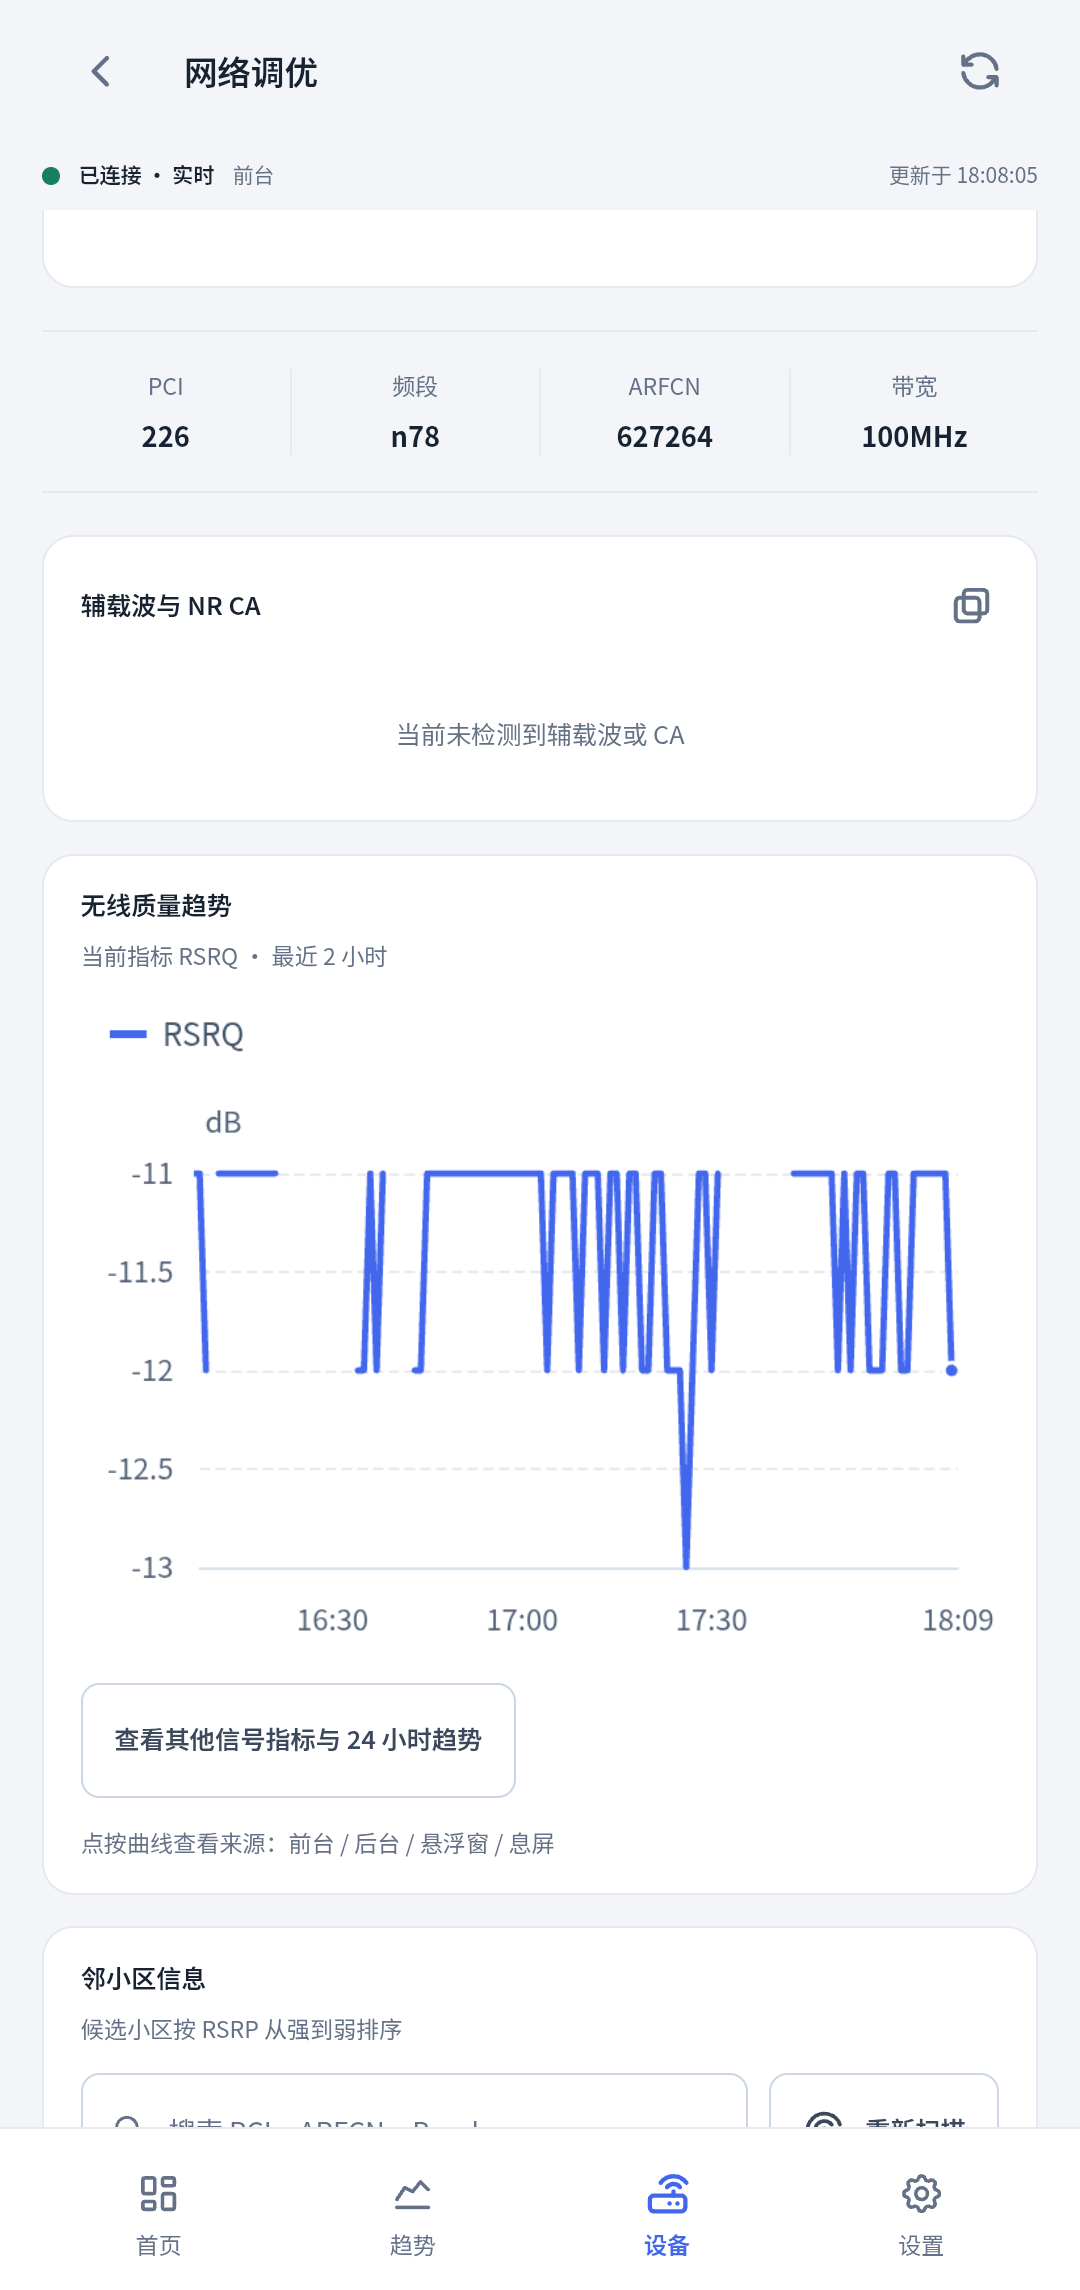 网络调优
已连接 • 实时 前台 更新于 18:08:05
PCI 频段 ARFCN 带宽
226 n78 627264 100MHz
辅载波与 NR CA
当前未检测到辅载波或 CA
无线质量趋势
当前指标 RSRQ • 最近 2 小时
RSRQ
dB
-11
-11.5
-12
-12.5
-13
16:30 17:00 17:30 18:09
查看其他信号指标与 24 小时趋势
点按曲线查看来源：前台 / 后台 / 悬浮窗 / 息屏
邻小区信息
候选小区按 RSRP 从强到弱排序
重新扫描
首页 趋势 设备 设置